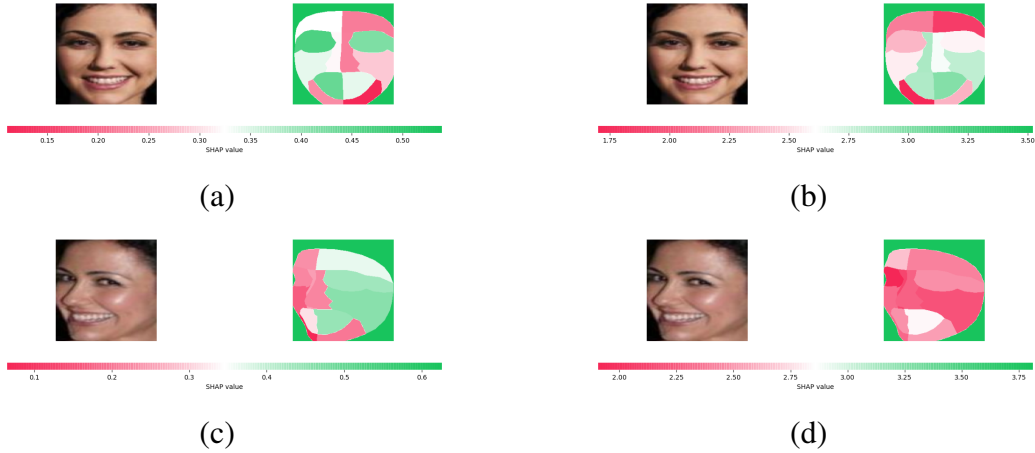 0.15 0.20 0.25 0.30 0.35 0.40 0.45 0.50
SHAP value
(a)
1.75 2.00 2.25 2.50 2.75 3.00 3.25 3.50
SHAP value
(b)
0.1 0.2 0.3 0.4 0.5 0.6
SHAP value
(c)
2.00 2.25 2.50 2.75 3.00 3.25 3.50 3.75
SHAP value
(d)